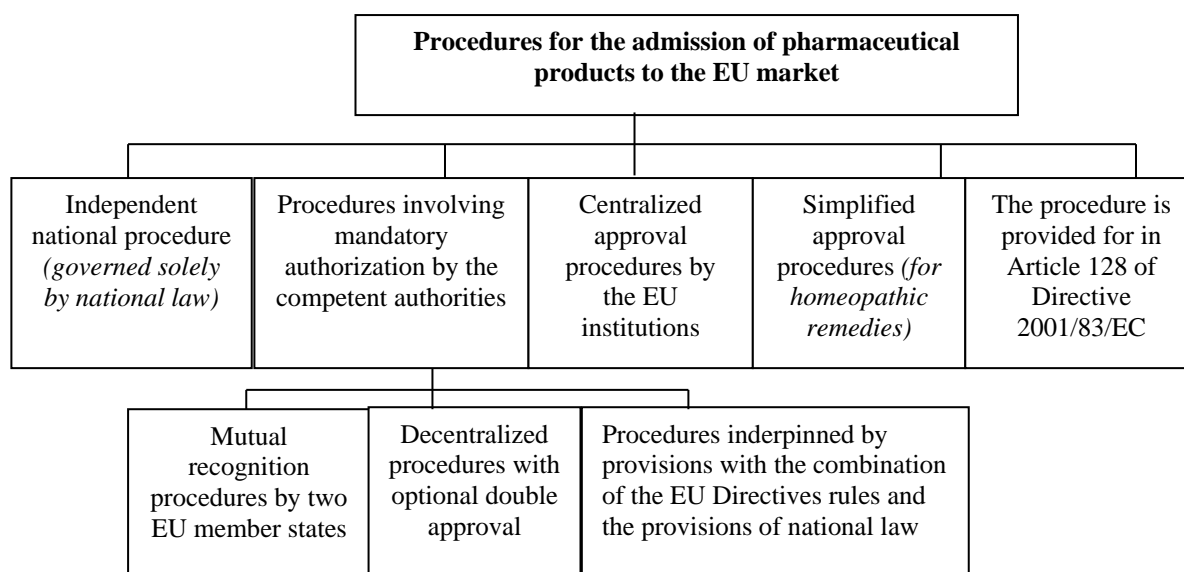 Procedures for the admission of pharmaceutical
products to the EU market
Independent
national procedure
(governed solely
by national law)
Procedures involving
mandatory
authorization by the
competent authorities
Centralized
approval
procedures by
the EU
institutions
Simplified
approval
procedures (for
homeopathic
remedies)
The procedure is
provided for in
Article 128 of
Directive
2001/83/EC
Mutual
recognition
procedures by two
EU member states
Decentralized
procedures with
optional double
approval
Procedures inderpinned by
provisions with the combination
of the EU Directives rules and
the provisions of national law